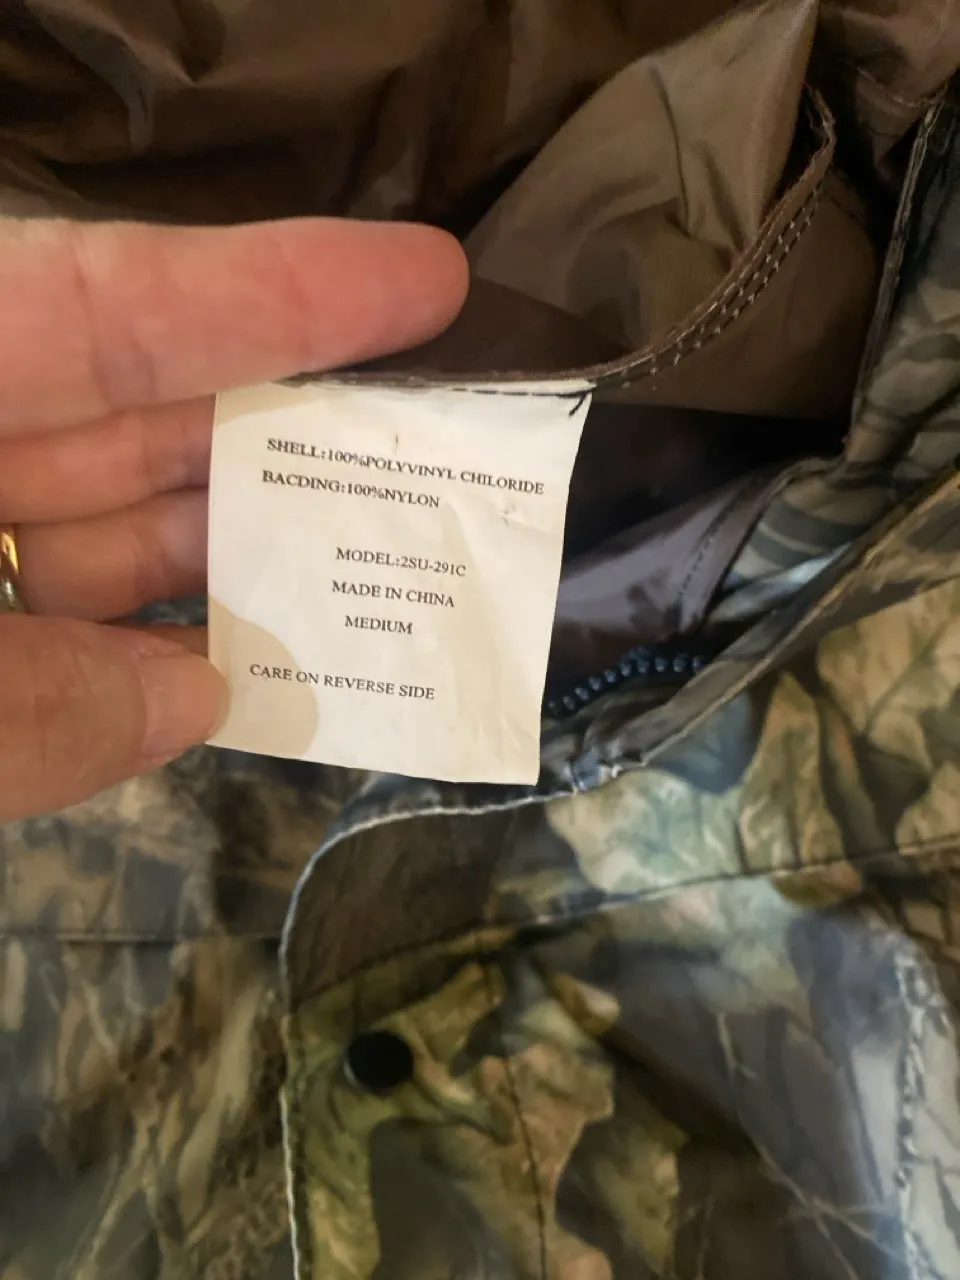 SHELL:100%POLYVINYL CHILORIDE
BACDING:100%NYLON
MODEL:2SU-291C
MADE IN CHINA
MEDIUM
CARE ON REVERSE SIDE